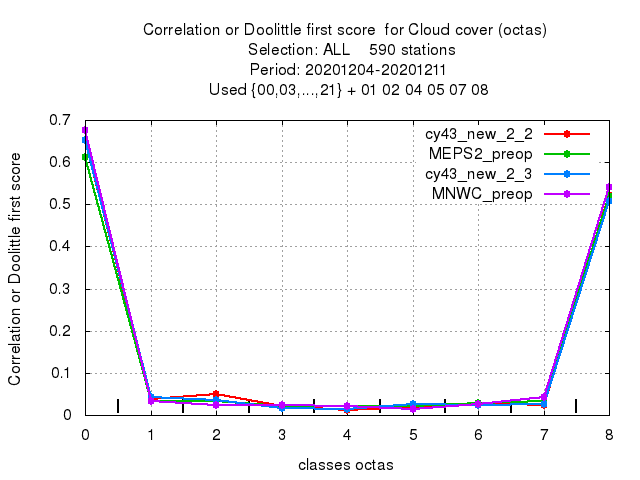 Correlation or Doolittle first score  for Cloud cover (octas)
Selection: ALL    590 stations
Period: 20201204-20201211
Used {00,03,...,21} + 01 02 04 05 07 08
cy43_new_2_2
MEPS2_preop
cy43_new_2_3
MNWC_preop
Correlation or Doolittle first score
0.7
0.6
0.5
0.4
0.3
0.2
0.1
0
0 1 2 3 4 5 6 7 8
classes octas